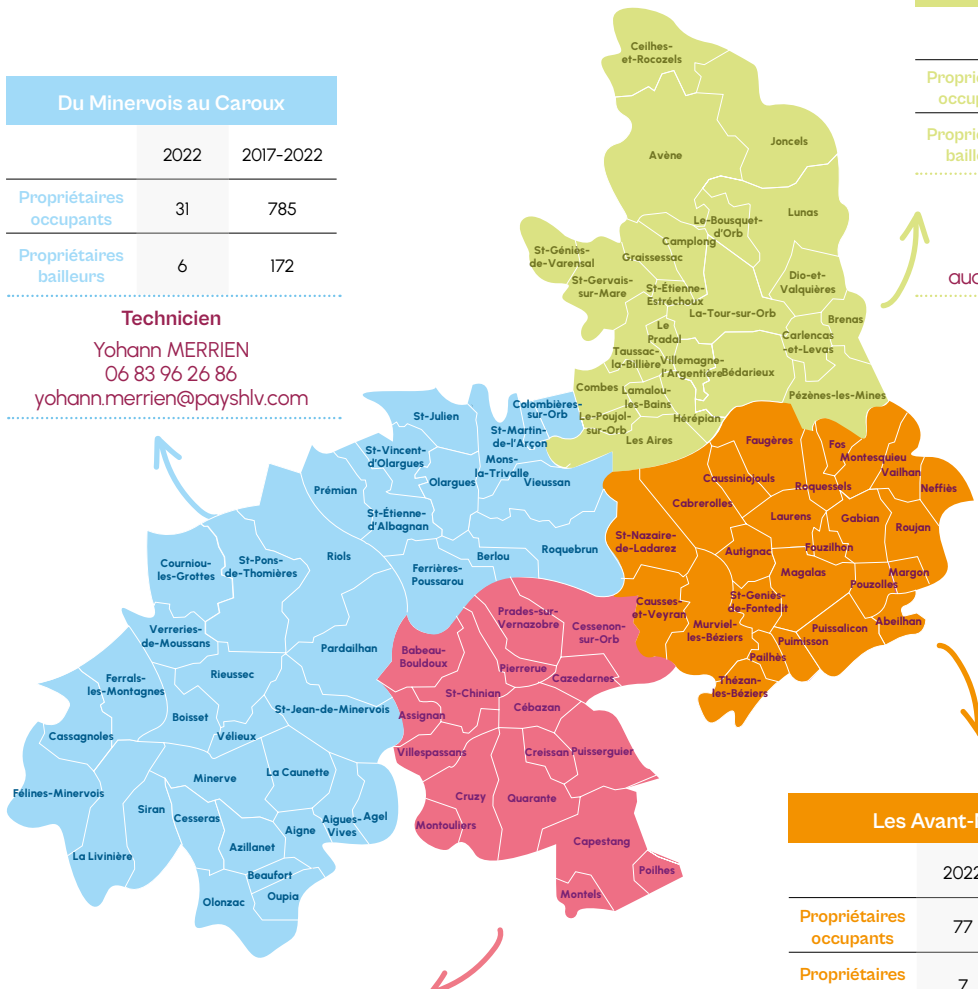 Du Minervois au Caroux
2022 2017-2022
Propriétaires
occupants 31 785
Propriétaires
bailleurs 6 172
Technicien
Yohann MERRIEN
06 83 96 26 86
yohann.merrien@payshlv.com
Ceilhes-
et-Rocozels
Avène
Joncels
Lunas
Le-Bousquet-
d'Orb
Camplong
Graissessac
St-Géniès-
de-Varensal
St-Gervais-
sur-Mare
St-Étienne-
Estréchoux
Dio-et-
Valquières
La-Tour-sur-Orb
Brenas
Le
Pradal
Carlencas
-et-Levas
Taussac-
la-Billière
Villemagne-
l'Argentière
Bédarieux
Combes
Lamalou-
les-Bains
Pézènes-les-Mines
Le-Poujol-
sur-Orb
Hérépian
Les Aires
Colombières-
sur-Orb
St-Julien
St-Martin-
de-l'Arçon
St-Vincent-
d'Olargues
Mons-
la-Trivalle
Olargues
Vieussan
Prémian
St-Étienne-
d'Albagnan
Roquebrun
Berlou
Riols
Ferrières-
Poussarou
St-Pons-
de-Thomières
Courniou-
les-Grottes
Verreries-
de-Moussans
Pardailhan
Rieussec
Ferrals-
les-Montagnes
St-Jean-de-Minervois
Boisset
Vélieux
Cassagnoles
La Caunette
Minerve
Félines-Minervois
Siran
Cesseras
Aigues-
Vives
Agel
Aigne
Azillanet
La Livinière
Beaufort
Oupia
Olonzac
Faugères
Fos
Montesquieu
Vailhan
Neffiès
Caussiniojouls
Roquessels
Cabrerolles
Laurens
Gabian
Roujan
St-Nazaire-
de-Ladarez
Autignac
Fouzilhon
Magalas
Margon
Pouzolles
St-Geniès-
de-Fontedit
Causses-
et-Veyran
Murviel-
les-Béziers
Abeilhan
Puissalicon
Puimisson
Pailhès
Thézan-
les-Béziers
Prades-sur-
Vernazobre
Cessenon-
sur-Orb
Babeau-
Bouldoux
Pierrerue
Cazedarnes
St-Chinian
Cébazan
Assignan
Villespassans
Creissan
Puisserguier
Cruzy
Quarante
Montouliers
Capestang
Poilhes
Montels
Proprié
occup
Proprié
baille
auc
Les Avant-
2022
Propriétaires
occupants 77
Propriétaires 7